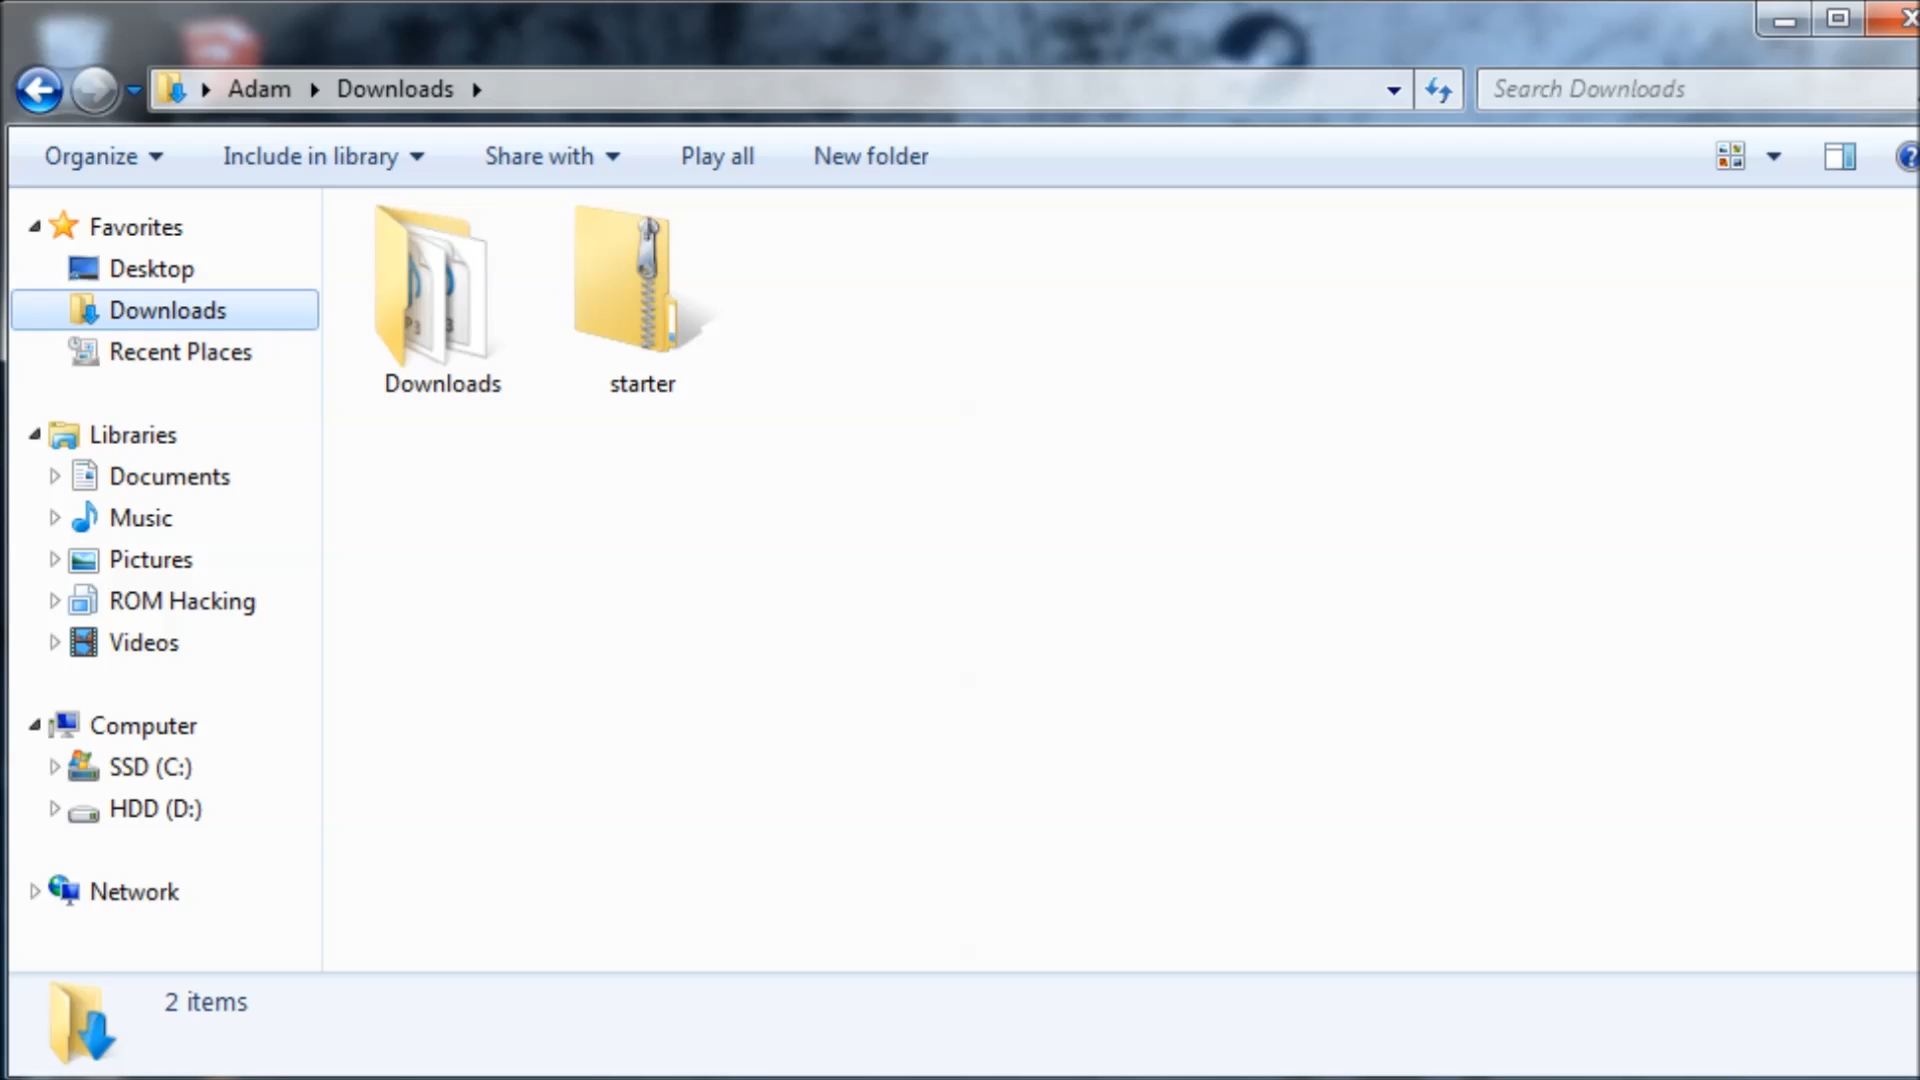 Adam Downloads
Search Downloads
Organize Include in library Share with Play all New folder
Favorites
Desktop
Downloads
Recent Places
Libraries
Documents
Music
Pictures
ROM Hacking
Videos
Computer
SSD (C:)
HDD (D:)
Network
Downloads
starter
2 items